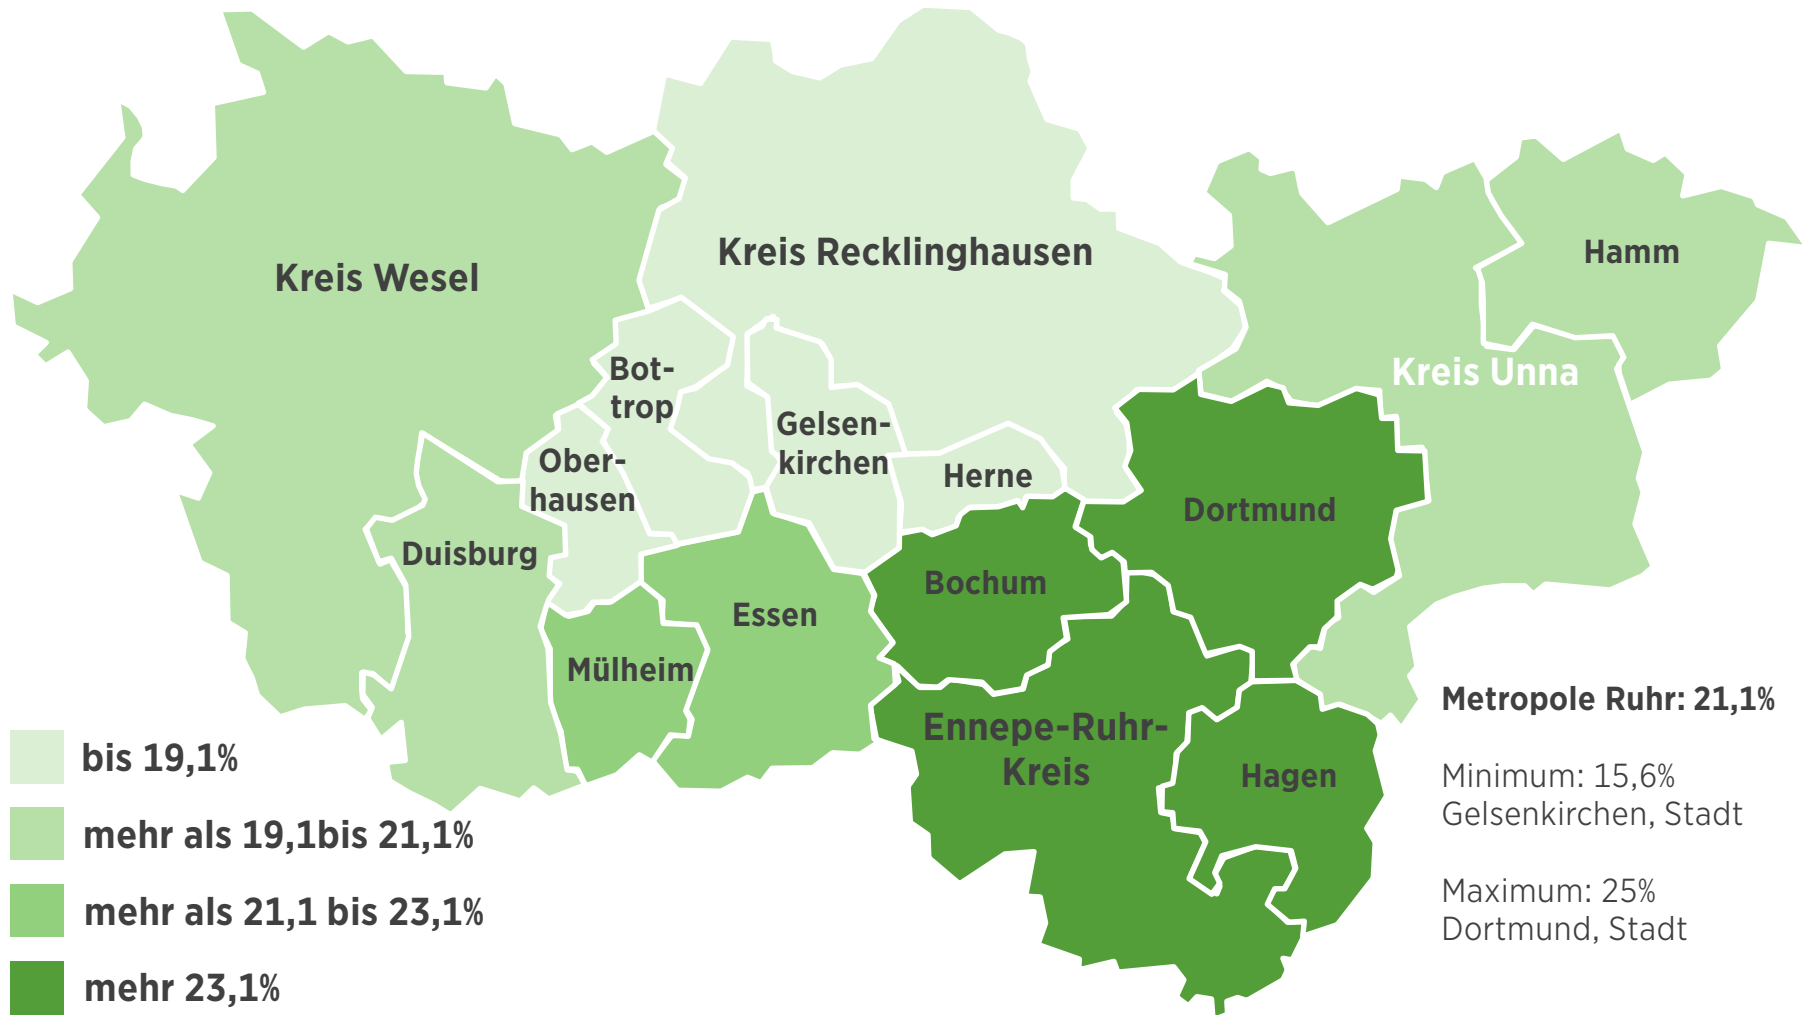 Kreis Wesel
Kreis Recklinghausen
Hamm
Kreis Unna
Bot-
trop
Gelsen-
kirchen
Ober-
hausen
Herne
Dortmund
Duisburg
Bochum
Essen
Mülheim
Ennepe-Ruhr-
Kreis
Hagen
Metropole Ruhr: 21,1%
Minimum: 15,6%
Gelsenkirchen, Stadt
Maximum: 25%
Dortmund, Stadt
bis 19,1%
mehr als 19,1bis 21,1%
mehr als 21,1 bis 23,1%
mehr 23,1%